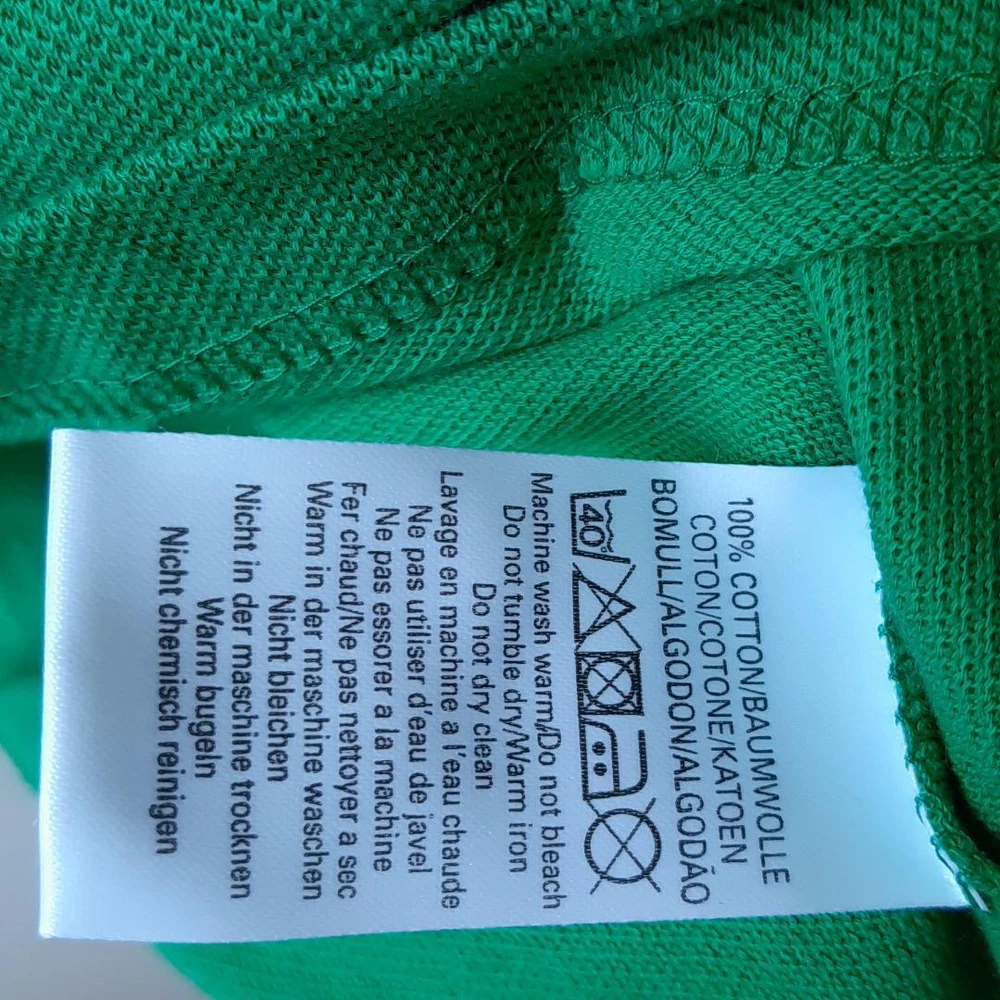 100% COTTON/BAUMWOLLE
COTON/COTONE/KATOEN
BOMULL/ALGODON/ALGODÁO
40°
Machine wash warm/Do not bleach
Do not tumble dry/Warm iron
Do not dry clean
Lavage en machine a l'eau chaude
Ne pas utiliser d'eau de javel
Ne pas essorer a la machine
Fer chaud/Ne pas nettoyer a sec
Warm in der maschine waschen
Nicht bleichen
Nicht in der maschine trocknen
Warm bugeln
Nicht chemisch reinigen